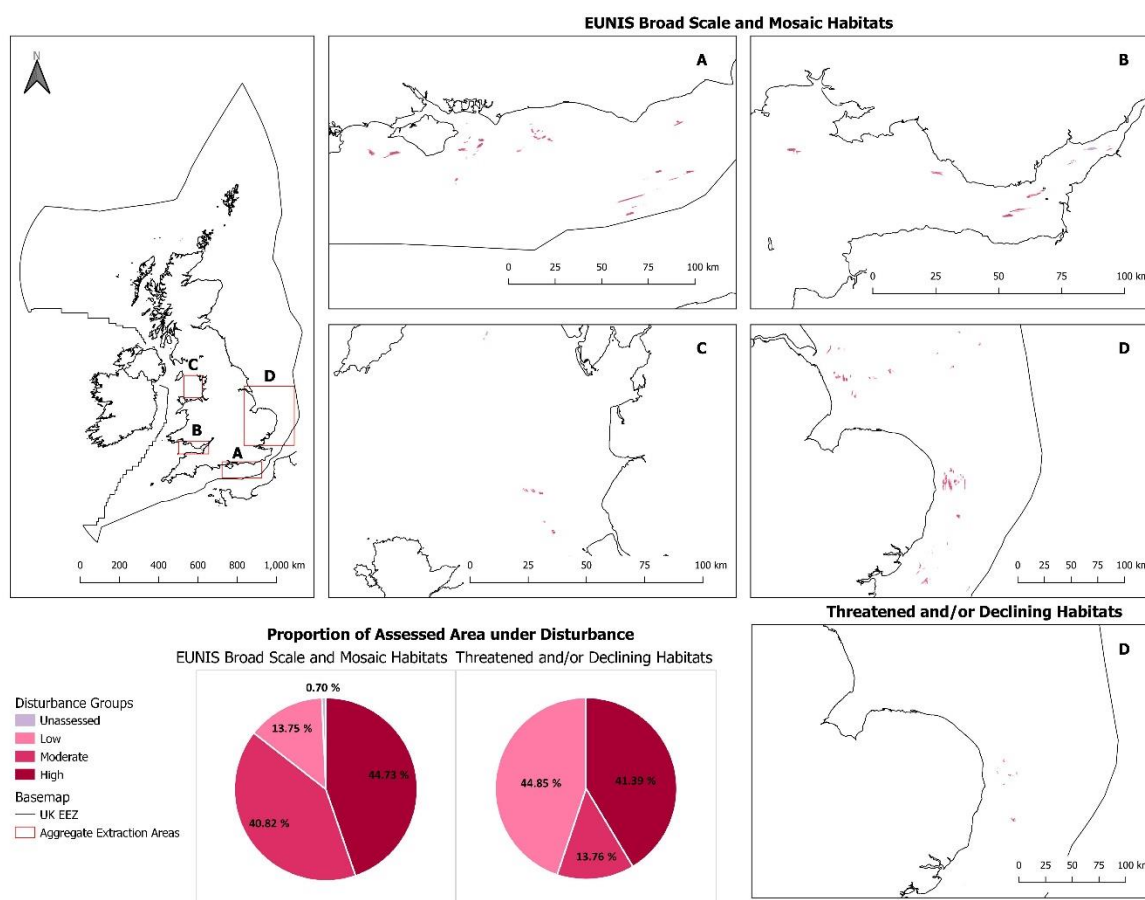 EUNIS Broad Scale and Mosaic Habitats
N
A
B
C
D
A
B
C
D
0 200 400 600 800 1,000 km
0 25 50 75 100 km
0 25 50 75 100 km
0 25 50 75 100 km
0 25 50 75 100 km
Threatened and/or Declining Habitats
D
0 25 50 75 100 km
Proportion of Assessed Area under Disturbance
EUNIS Broad Scale and Mosaic Habitats Threatened and/or Declining Habitats
0.70 %
13.75 %
44.73 %
40.82 %
44.85 %
41.39 %
13.76 %
Disturbance Groups
Unassessed
Low
Moderate
High
Basemap
UK EEZ
Aggregate Extraction Areas